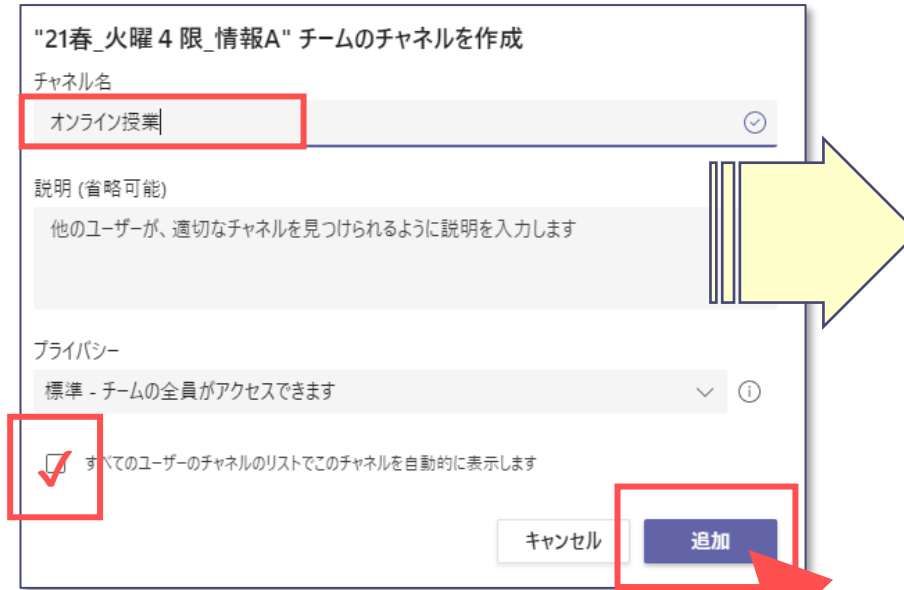 "21春_火曜４限_情報A" チームのチャネルを作成
チャネル名
オンライン授業
説明 (省略可能)
他のユーザーが、適切なチャネルを見つけられるように説明を入力します
プライバシー
標準 - チームの全員がアクセスできます
すべてのユーザーのチャネルのリストでこのチャネルを自動的に表示します
キャンセル
追加